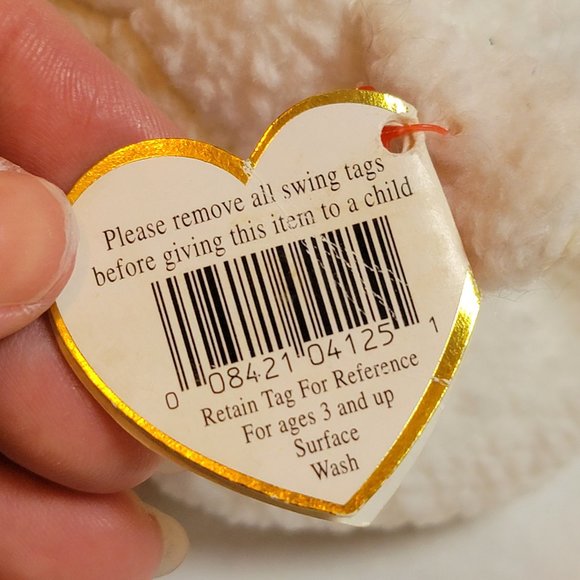 Please remove all swing tags
before giving this item to a child
0 08421 04125 1
Retain Tag For Reference
For ages 3 and up
Surface
Wash